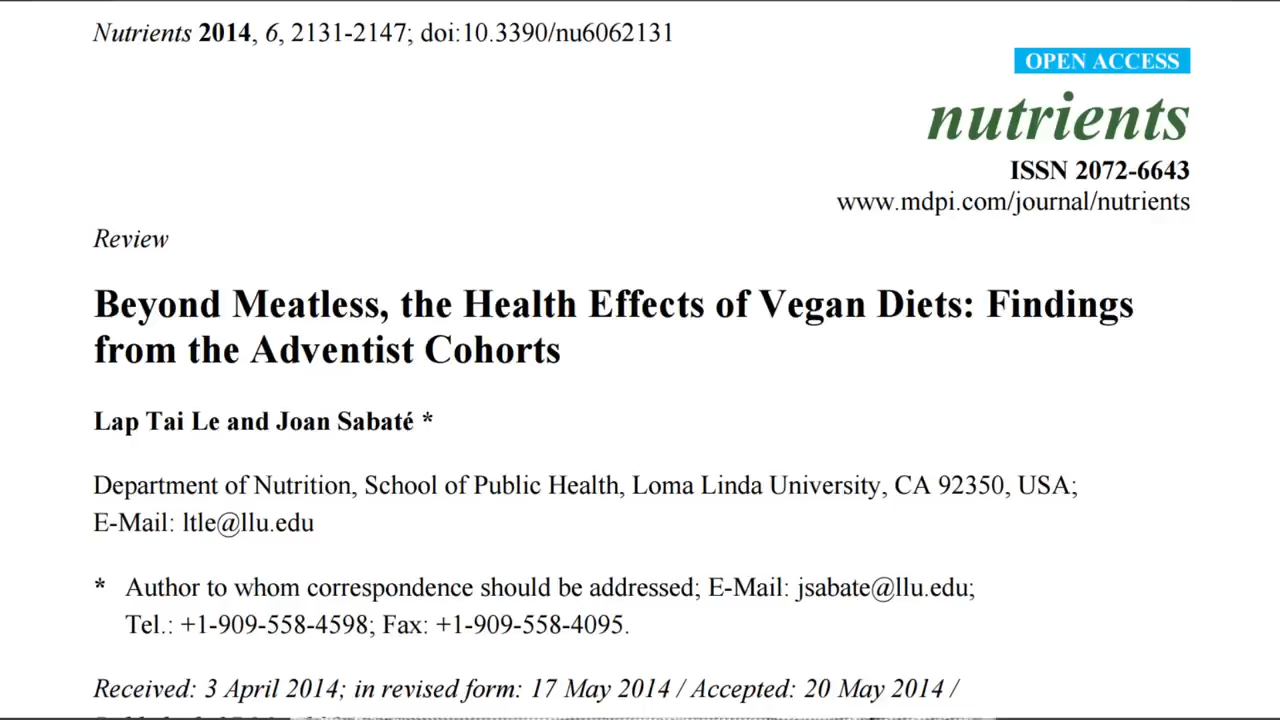 Nutrients 2014, 6, 2131-2147; doi:10.3390/nu6062131
OPEN ACCESS
nutrients
ISSN 2072-6643
www.mdpi.com/journal/nutrients
Review
Beyond Meatless, the Health Effects of Vegan Diets: Findings
from the Adventist Cohorts
Lap Tai Le and Joan Sabaté *
Department of Nutrition, School of Public Health, Loma Linda University, CA 92350, USA;
E-Mail: ltle@llu.edu
* Author to whom correspondence should be addressed; E-Mail: jsabate@llu.edu;
Tel.: +1-909-558-4598; Fax: +1-909-558-4095.
Received: 3 April 2014; in revised form: 17 May 2014 / Accepted: 20 May 2014 /